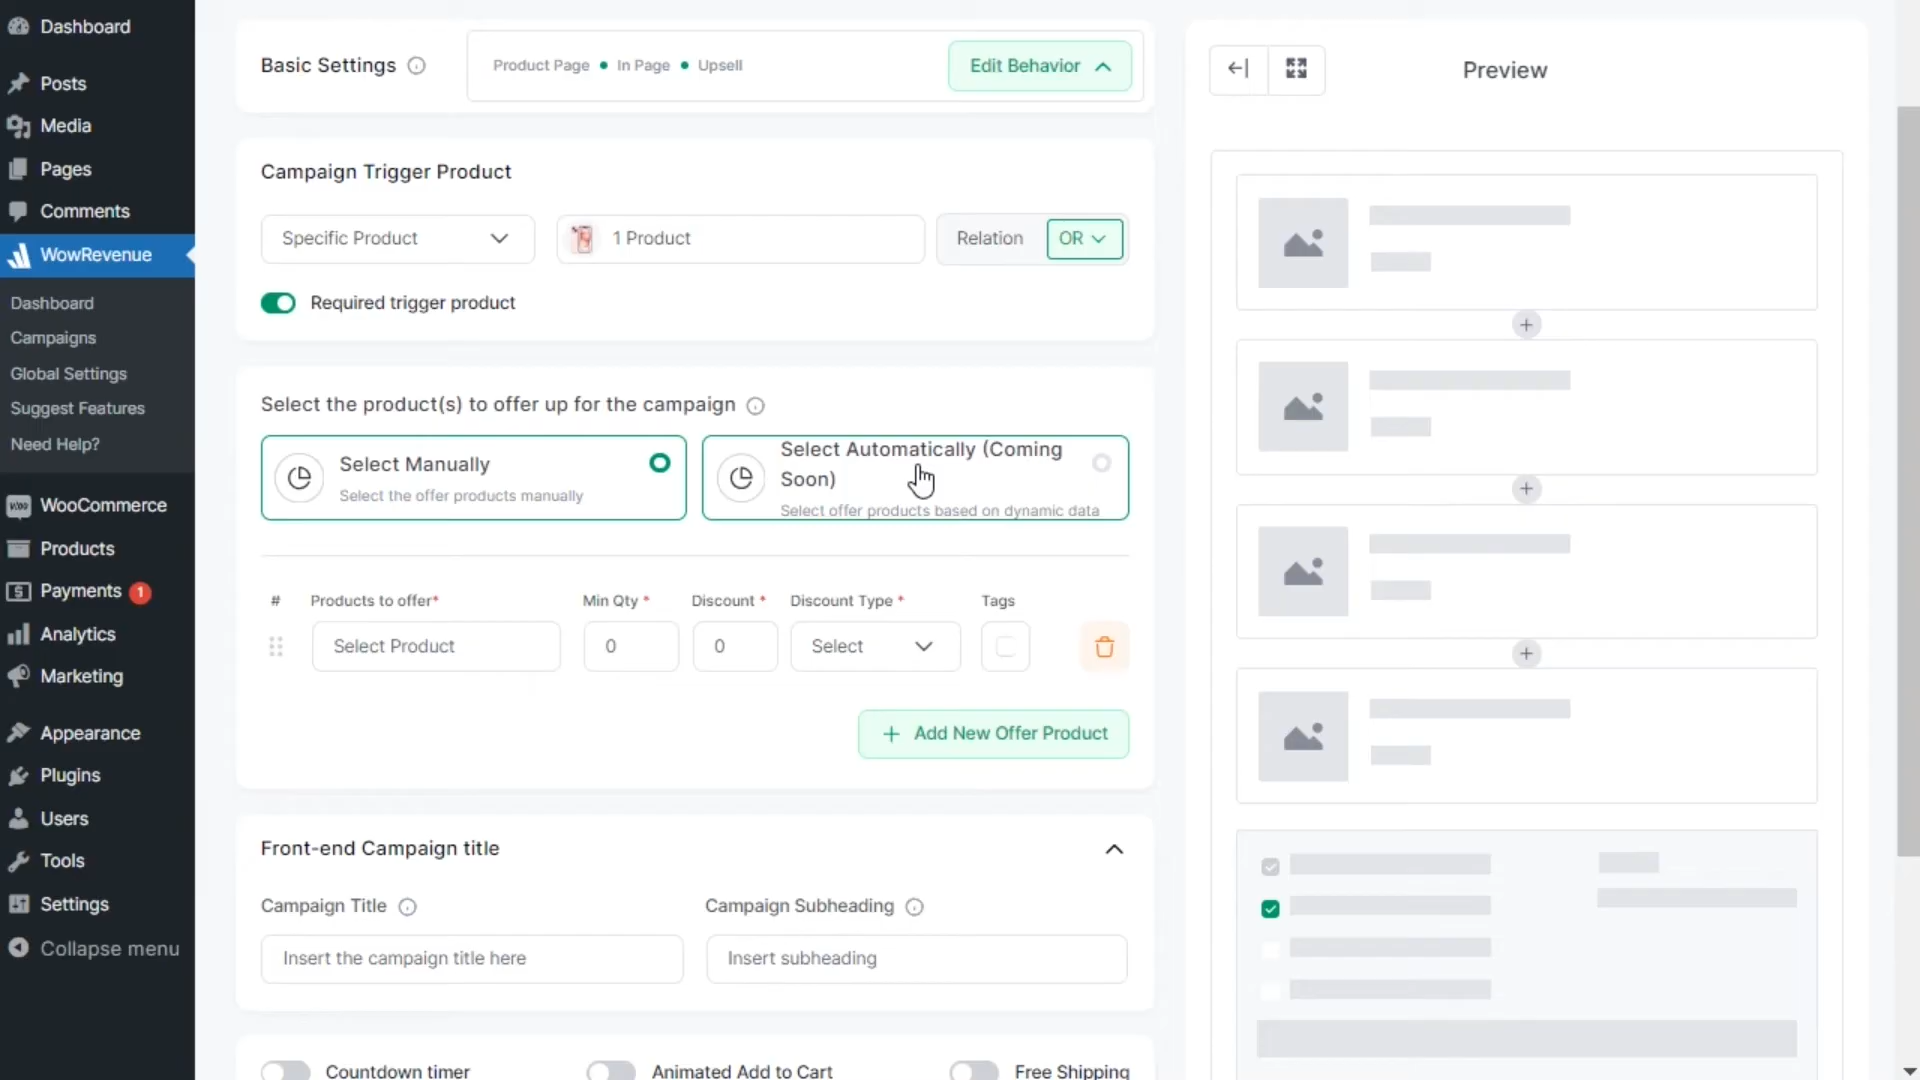 Dashboard
Posts
Media
Pages
Comments
WowRevenue
Dashboard
Campaigns
Global Settings
Suggest Features
Need Help?
WooCommerce
Products
Payments 1
Analytics
Marketing
Appearance
Plugins
Users
Tools
Settings
Collapse menu
Basic Settings
Product Page • In Page • Upsell
Edit Behavior
Campaign Trigger Product
Specific Product
1 Product
Relation
OR
Required trigger product
Select the product(s) to offer up for the campaign
Select Manually
Select the offer products manually
Select Automatically (Coming
Soon)
Select offer products based on dynamic data
# Products to offer* Min Qty * Discount * Discount Type * Tags
Select Product 0 0 Select
+ Add New Offer Product
Front-end Campaign title
Campaign Title
Campaign Subheading
Insert the campaign title here
Insert subheading
Countdown timer
Animated Add to Cart
Free Shipping
Preview